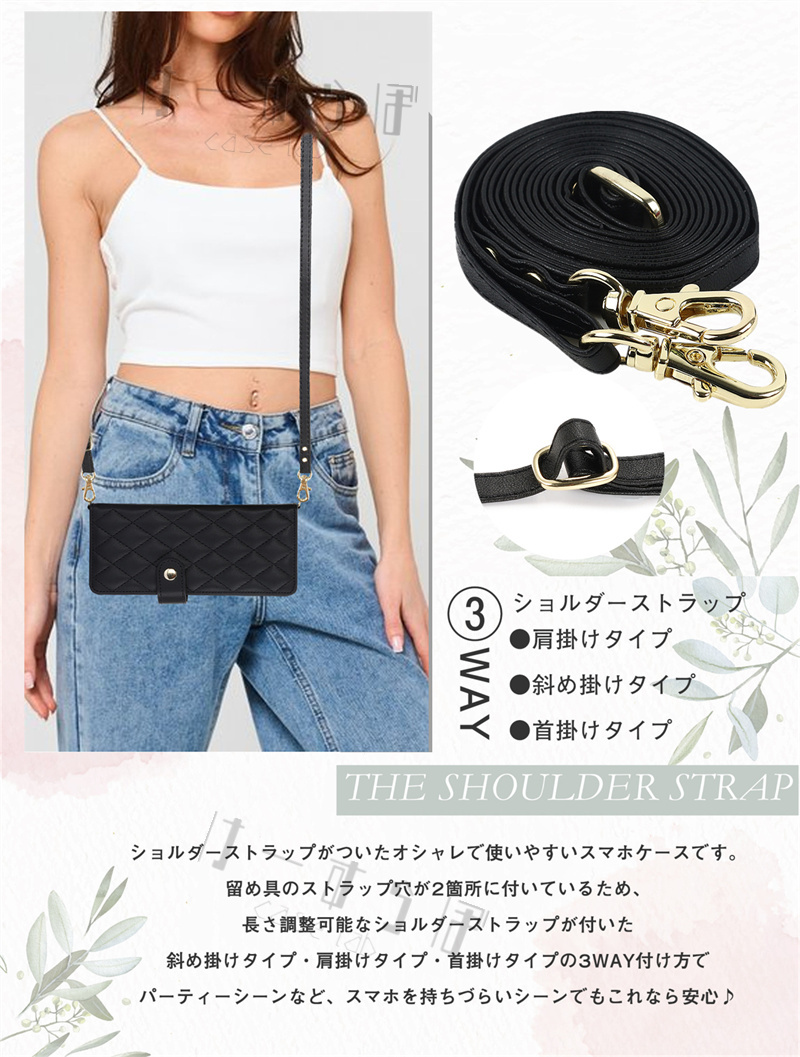 ③ ショルダーストラップ
WAY
●肩掛けタイプ
●斜め掛けタイプ
●首掛けタイプ
THE SHOULDER STRAP
ショルダーストラップがついたオシャレで使いやすいスマホケースです。
留め具のストラップ穴が2箇所に付いているため、
長さ調整可能なショルダーストラップが付いた
斜め掛けタイプ・肩掛けタイプ・首掛けタイプの3WAY付け方で
パーティーシーンなど、スマホを持ちづらいシーンでもこれなら安心♪